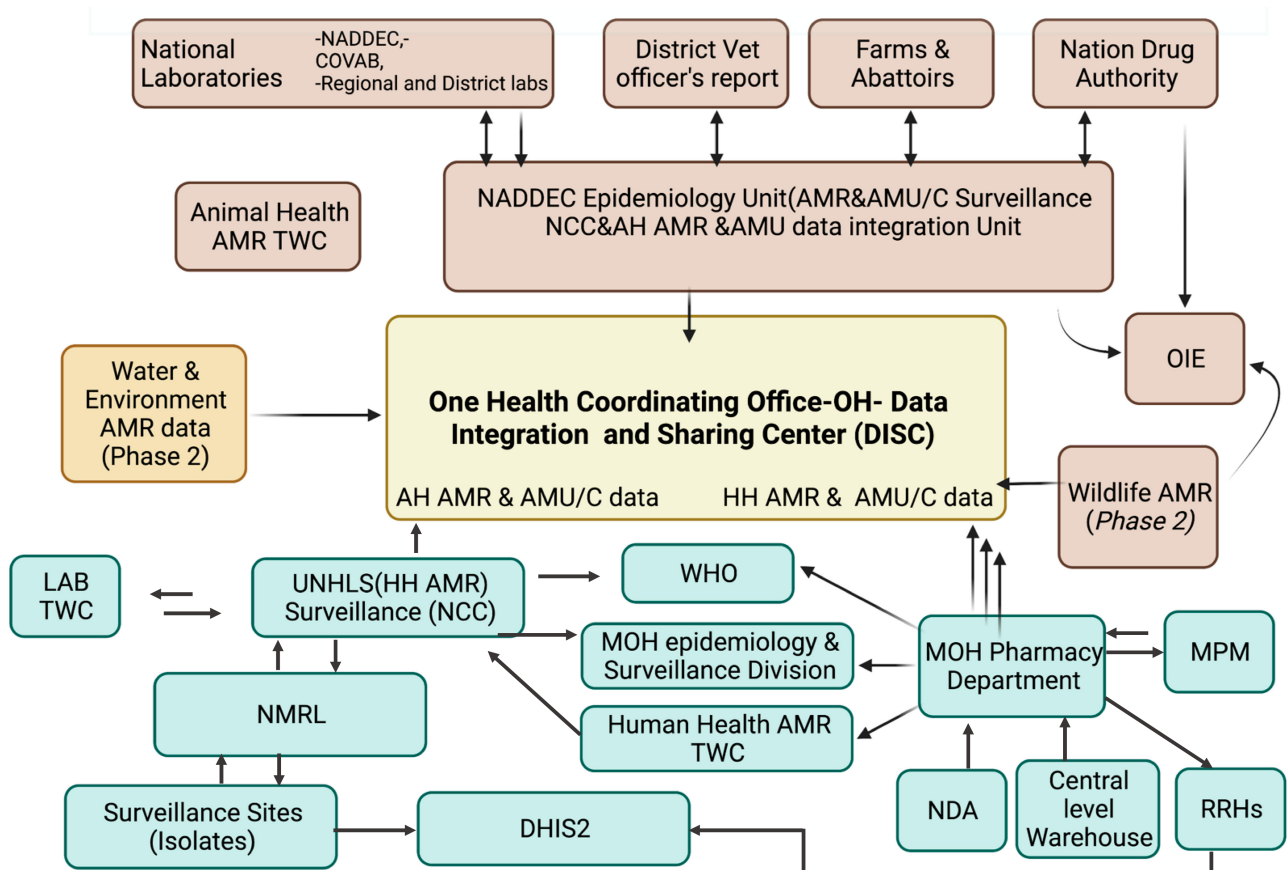 National
Laboratories
-NADDEC,-
COVAB,
-Regional and District labs
District Vet
officer's report
Farms &
Abattoirs
Nation Drug
Authority
Animal Health
AMR TWC
NADDEC Epidemiology Unit(AMR&AMU/C Surveillance
NCC&AH AMR &AMU data integration Unit
OIE
Water &
Environment
AMR data
(Phase 2)
One Health Coordinating Office-OH- Data
Integration and Sharing Center (DISC)
AH AMR & AMU/C data
HH AMR & AMU/C data
Wildlife AMR
(Phase 2)
LAB
TWC
UNHLS(HH AMR)
Surveillance (NCC)
WHO
MOH epidemiology &
Surveillance Division
MOH Pharmacy
Department
MPM
NMRL
Human Health AMR
TWC
Surveillance Sites
(Isolates)
DHIS2
NDA
Central
level
Warehouse
RRHs